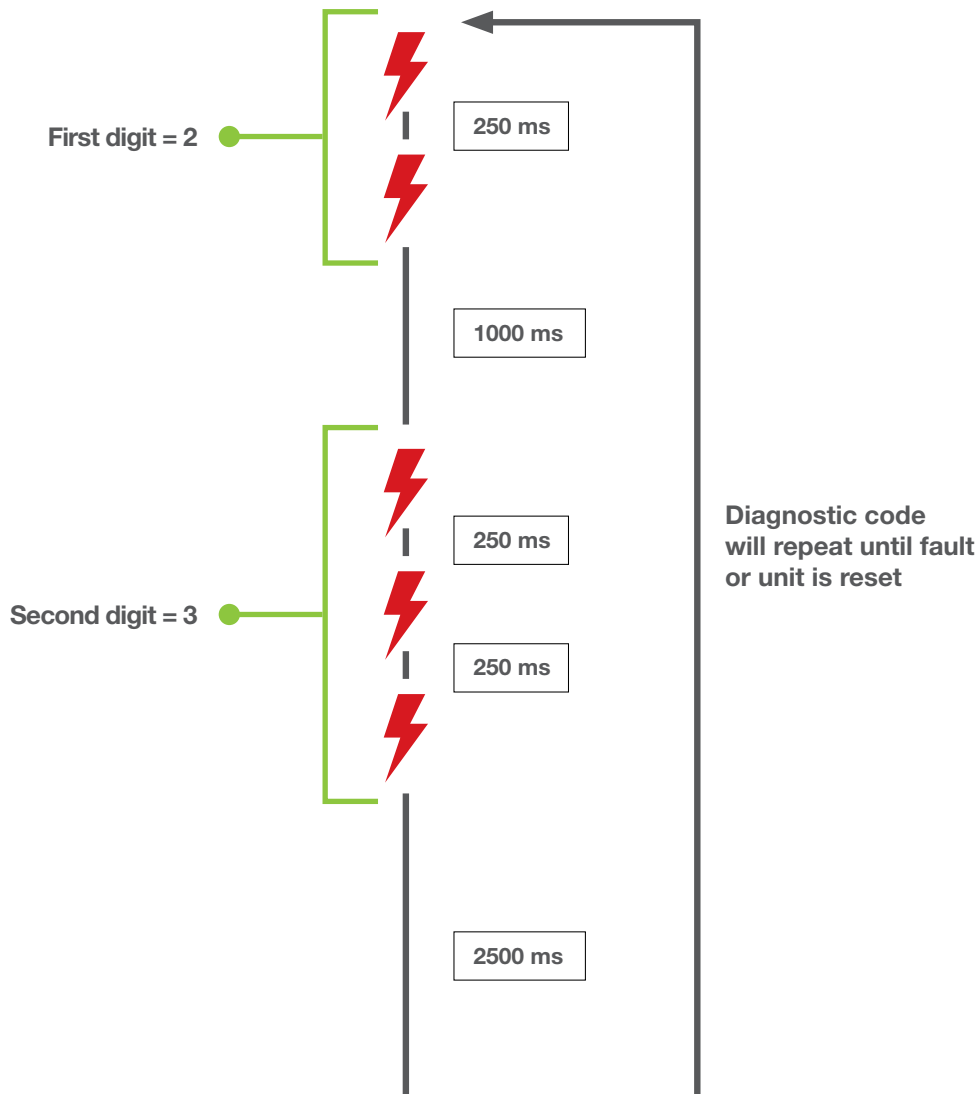 250 ms
First digit = 2
1000 ms
Diagnostic code
will repeat until fault
or unit is reset
250 ms
Second digit = 3
250 ms
2500 ms